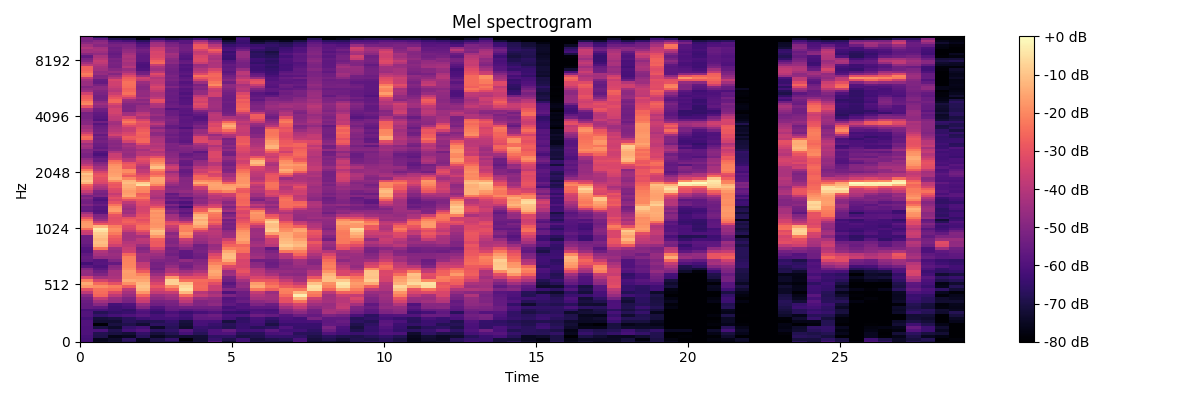 Mel spectrogram
8192
4096
2048
1024
512
0
Hz
0 5 10 15 20 25
Time
+0 dB
-10 dB
-20 dB
-30 dB
-40 dB
-50 dB
-60 dB
-70 dB
-80 dB